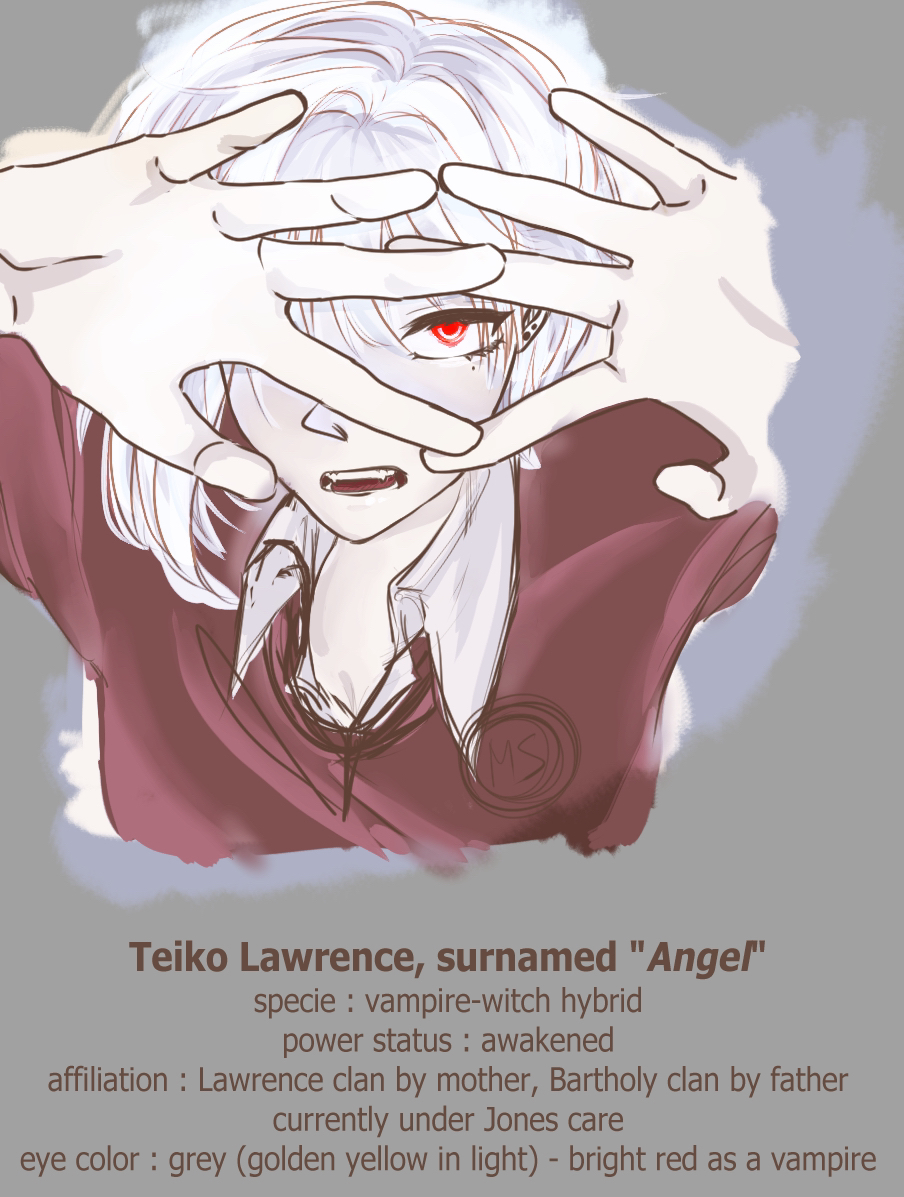 MS
Teiko Lawrence, surnamed "Angel"
specie : vampire-witch hybrid
power status : awakened
affiliation : Lawrence clan by mother, Bartholy clan by father
currently under Jones care
eye color : grey (golden yellow in light) - bright red as a vampire